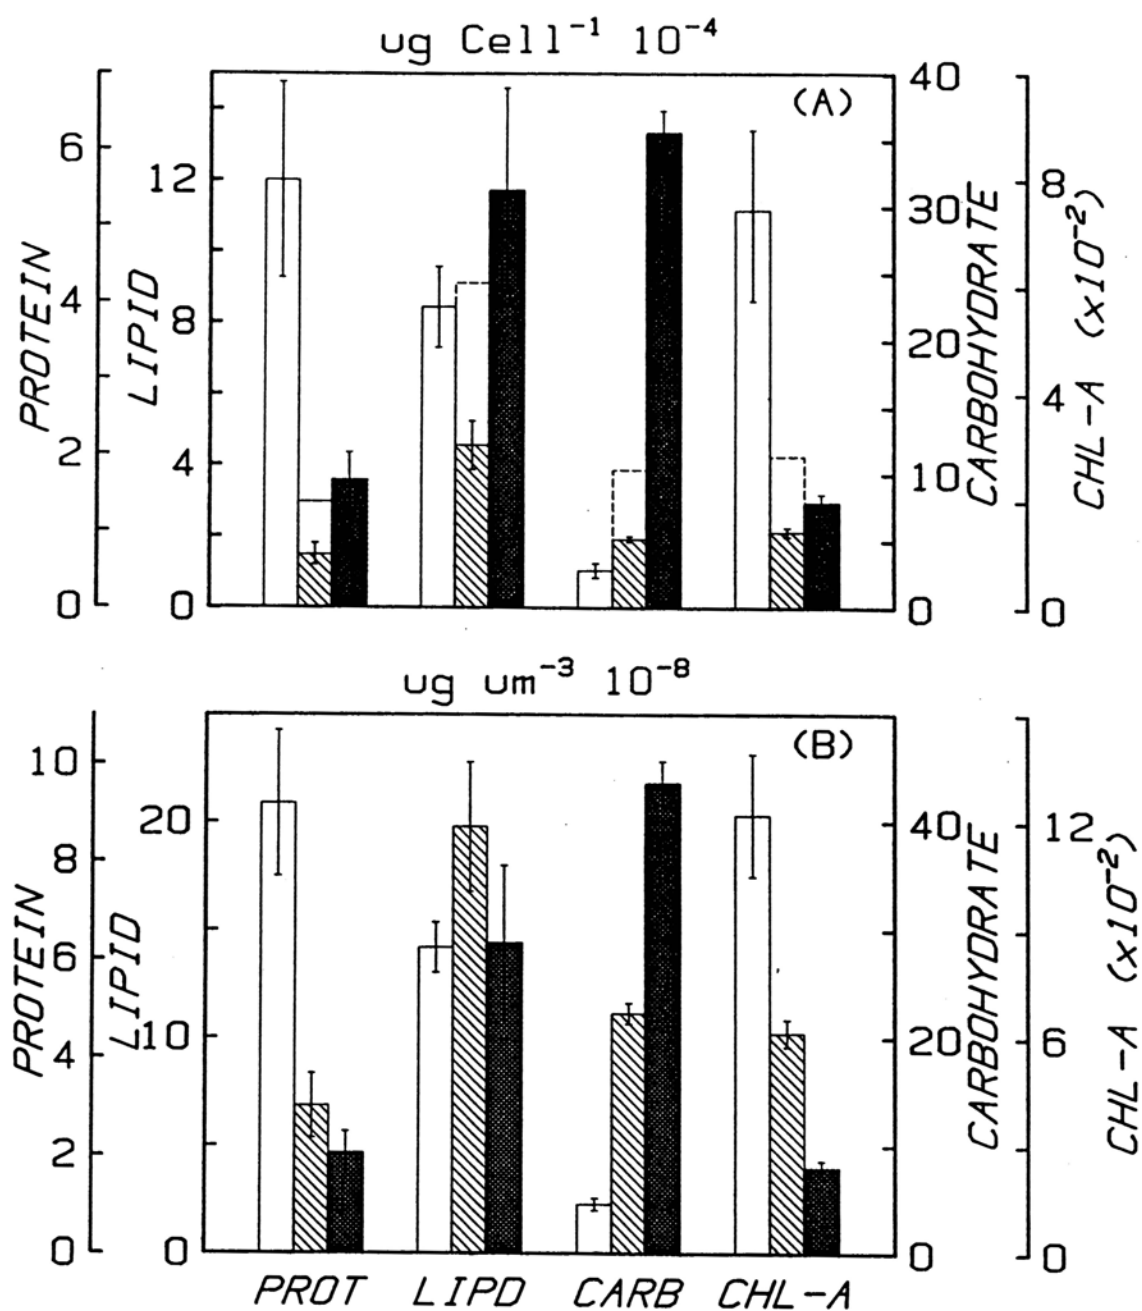 ug Cell⁻¹ 10⁻⁴
(A)
PROTEIN
6
4
2
0
LIPID
12
8
4
0
40
30
20
10
0
CARBOHYDRATE
8
4
0
CHL-A (x10⁻²)
ug um⁻³ 10⁻⁸
(B)
PROTEIN
10
8
6
4
2
0
LIPID
20
10
0
40
20
0
CARBOHYDRATE
12
6
0
CHL-A (x10⁻²)
PROT LIPD CARB CHL-A